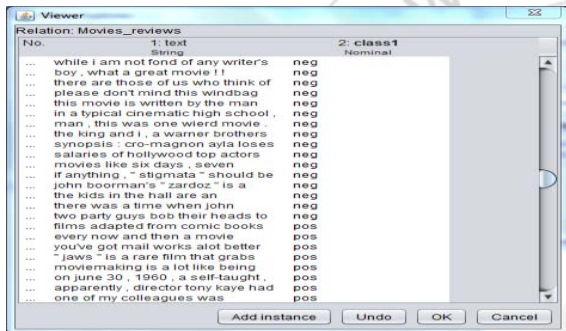 Viewer
Relation: Movies_reviews
No. 1: text 2: class1
String Nominal
... while i am not fond of any writer's neg
... boy , what a great movie ! ! neg
... there are those of us who think of neg
... please don't mind this windbag neg
... this movie is written by the man neg
... in a typical cinematic high school , neg
... man , this was one wierd movie . neg
... the king and i , a warner brothers neg
... synopsis : cro-magnon ayla loses neg
... salaries of hollywood top actors neg
... movies like six days , seven neg
... if anything , " stigmata " should be neg
... john boorman's " zardoz " is a neg
... the kids in the hall are an neg
... there was a time when john neg
... two party guys bob their heads to neg
... films adapted from comic books pos
... every now and then a movie pos
... you've got mail works alot better pos
... " jaws " is a rare film that grabs pos
... moviemaking is a lot like being pos
... on june 30 , 1960 , a self-taught , pos
... apparently , director tony kaye had pos
... one of my colleagues was pos
Add instance Undo OK Cancel